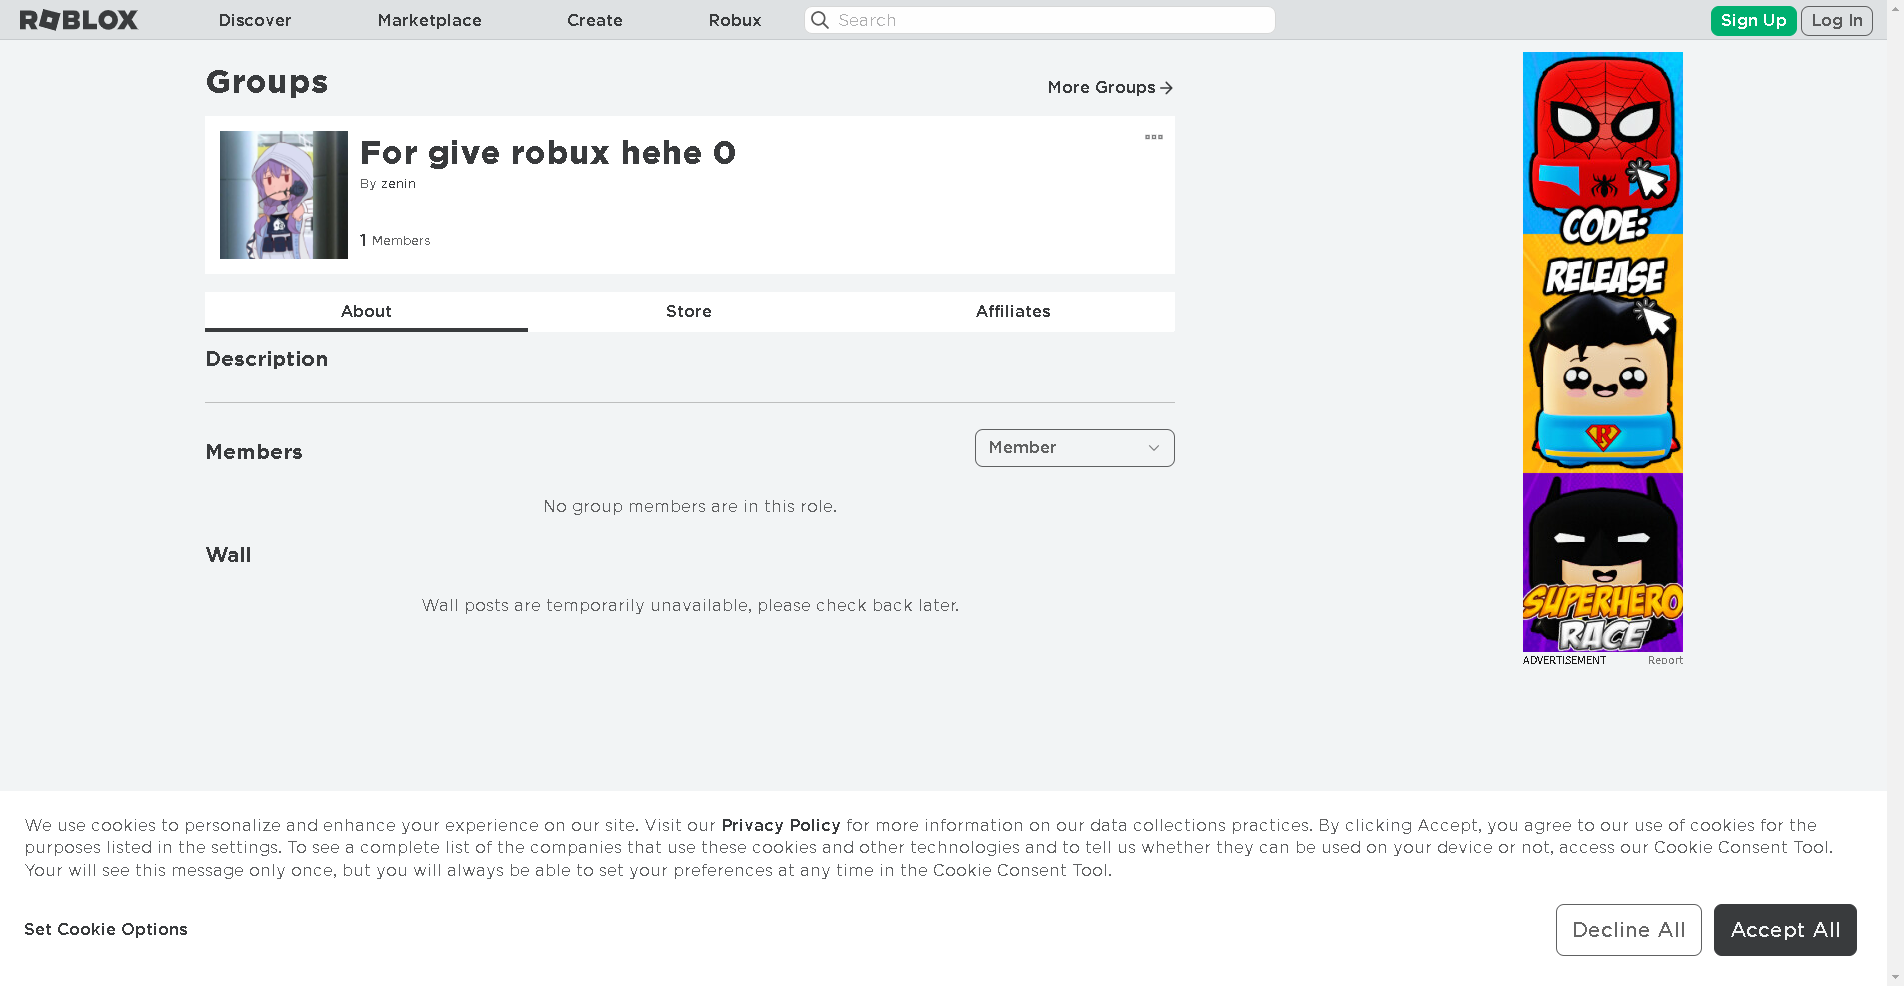 ROBLOX Discover Marketplace Create Robux Search Sign Up Log In
Groups
More Groups
For give robux hehe 0
By zenin
1 Members
About Store Affiliates
Description
Members
Member
No group members are in this role.
Wall
Wall posts are temporarily unavailable, please check back later.
CODE:
RELEASE
R
SUPERHERO
RACE
ADVERTISEMENT Report
We use cookies to personalize and enhance your experience on our site. Visit our Privacy Policy for more information on our data collections practices. By clicking Accept, you agree to our use of cookies for the
purposes listed in the settings. To see a complete list of the companies that use these cookies and other technologies and to tell us whether they can be used on your device or not, access our Cookie Consent Tool.
Your will see this message only once, but you will always be able to set your preferences at any time in the Cookie Consent Tool.
Set Cookie Options
Decline All Accept All